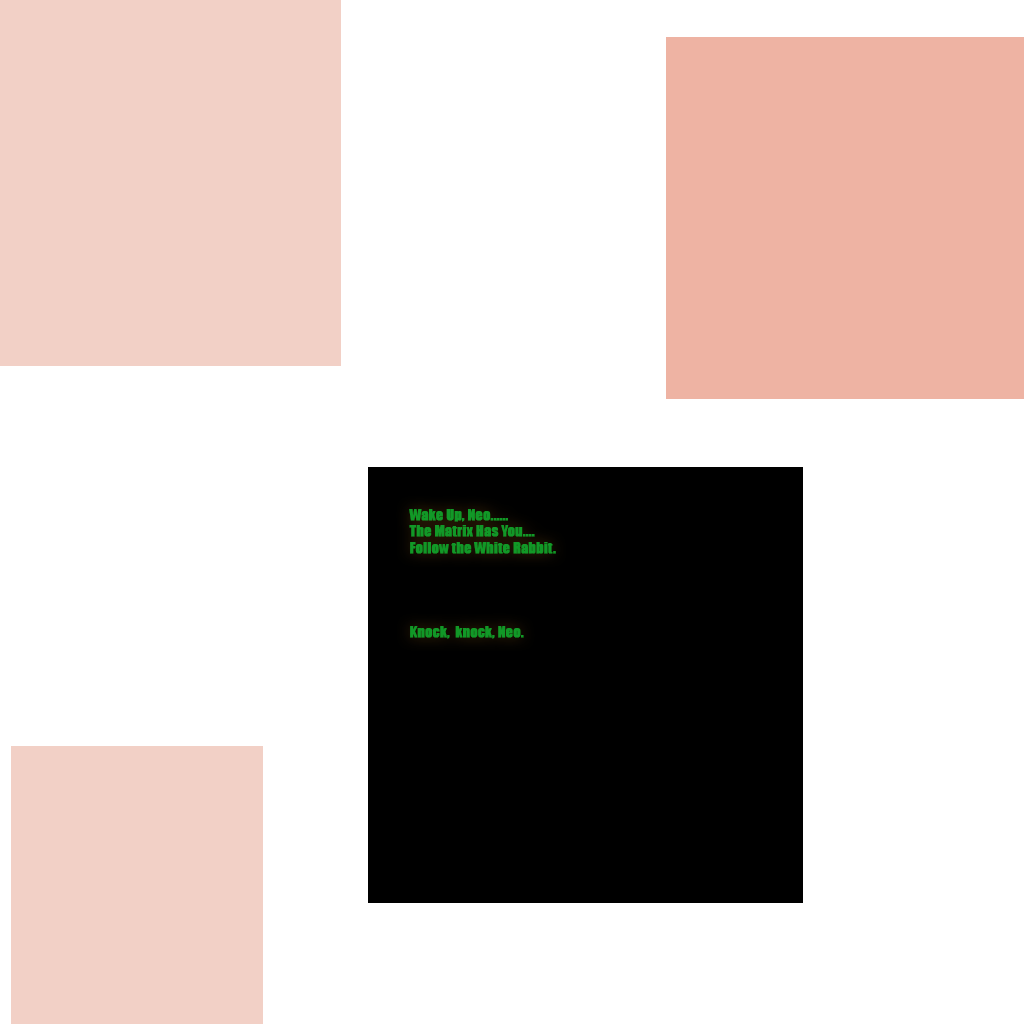 Wake Up, Neo......
The Matrix Has You....
Follow the White Rabbit.
Knock,  knock, Neo.